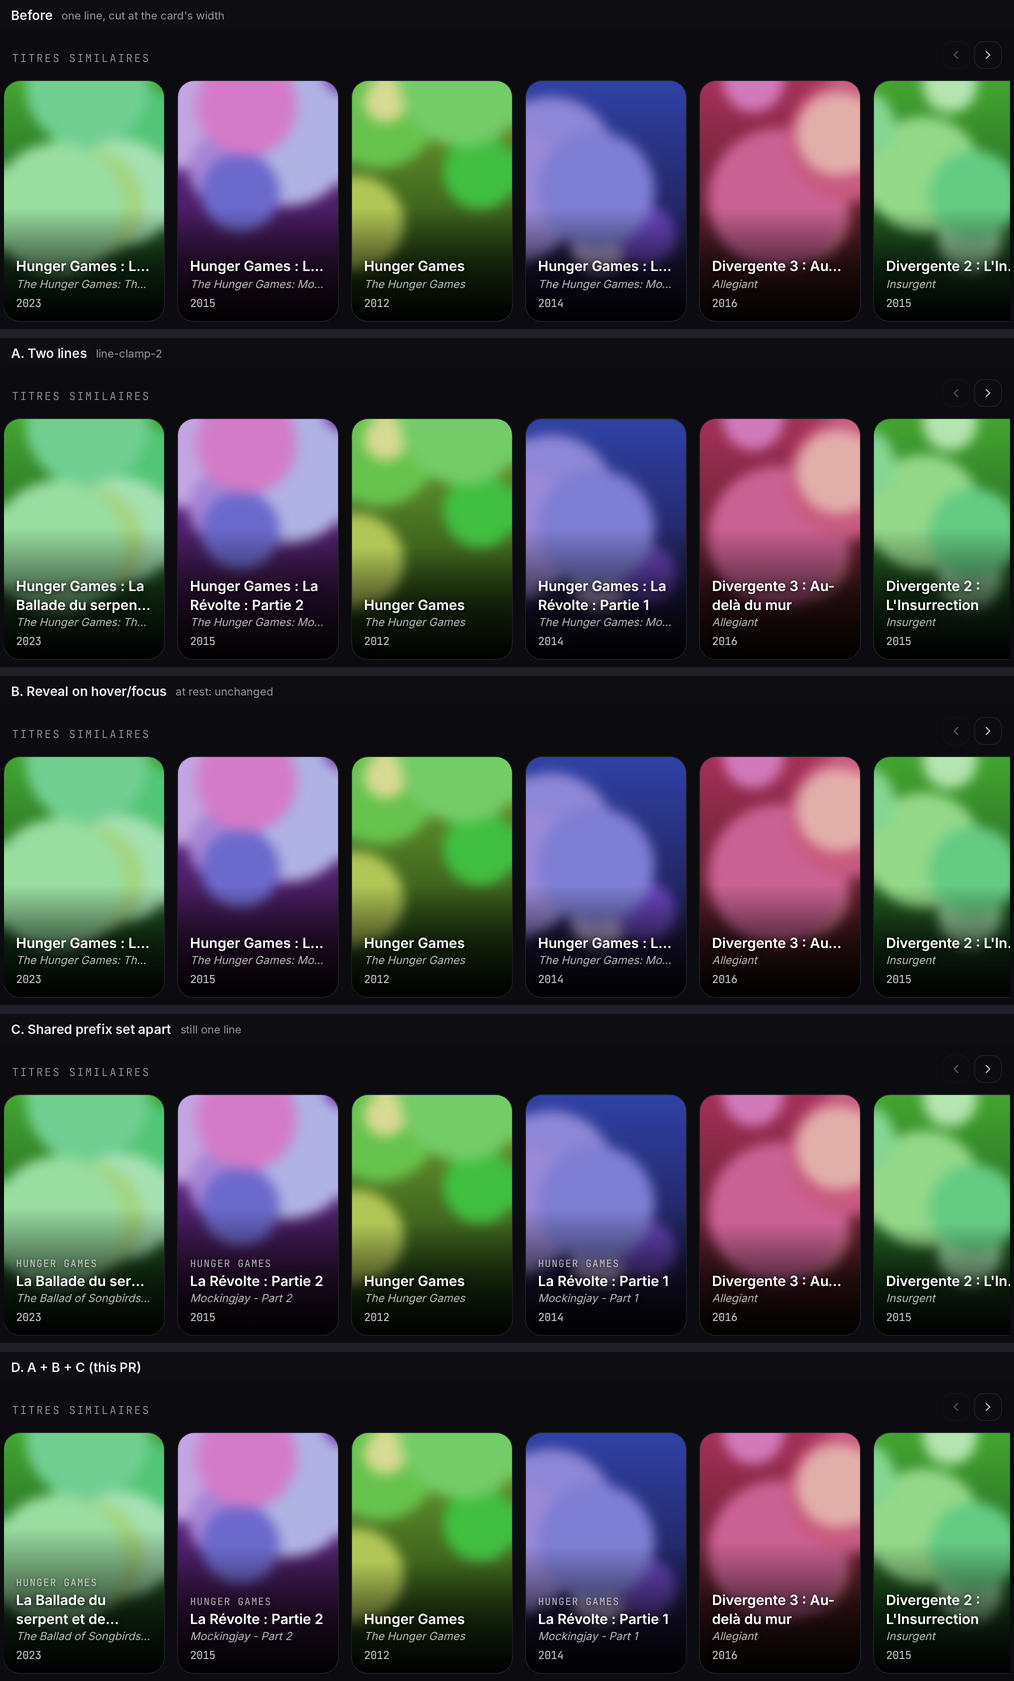 Before one line, cut at the card's width
TITRES SIMILAIRES
Hunger Games : L...
The Hunger Games: Th...
2023
Hunger Games : L...
The Hunger Games: Mo...
2015
Hunger Games
The Hunger Games
2012
Hunger Games : L...
The Hunger Games: Mo...
2014
Divergente 3 : Au...
Allegiant
2016
Divergente 2 : L'In.
Insurgent
2015
A. Two lines line-clamp-2
TITRES SIMILAIRES
Hunger Games : La
Ballade du serpen...
The Hunger Games: Th...
2023
Hunger Games : La
Révolte : Partie 2
The Hunger Games: Mo...
2015
Hunger Games
The Hunger Games
2012
Hunger Games : La
Révolte : Partie 1
The Hunger Games: Mo...
2014
Divergente 3 : Au-
delà du mur
Allegiant
2016
Divergente 2 :
L'Insurrection
Insurgent
2015
B. Reveal on hover/focus at rest: unchanged
TITRES SIMILAIRES
Hunger Games : L...
The Hunger Games: Th...
2023
Hunger Games : L...
The Hunger Games: Mo...
2015
Hunger Games
The Hunger Games
2012
Hunger Games : L...
The Hunger Games: Mo...
2014
Divergente 3 : Au...
Allegiant
2016
Divergente 2 : L'In.
Insurgent
2015
C. Shared prefix set apart still one line
TITRES SIMILAIRES
HUNGER GAMES
La Ballade du ser...
The Ballad of Songbirds...
2023
HUNGER GAMES
La Révolte : Partie 2
Mockingjay - Part 2
2015
Hunger Games
The Hunger Games
2012
HUNGER GAMES
La Révolte : Partie 1
Mockingjay - Part 1
2014
Divergente 3 : Au...
Allegiant
2016
Divergente 2 : L'In.
Insurgent
2015
D. A + B + C (this PR)
TITRES SIMILAIRES
HUNGER GAMES
La Ballade du
serpent et de...
The Ballad of Songbirds...
2023
HUNGER GAMES
La Révolte : Partie 2
Mockingjay - Part 2
2015
Hunger Games
The Hunger Games
2012
HUNGER GAMES
La Révolte : Partie 1
Mockingjay - Part 1
2014
Divergente 3 : Au-
delà du mur
Allegiant
2016
Divergente 2 :
L'Insurrection
Insurgent
2015